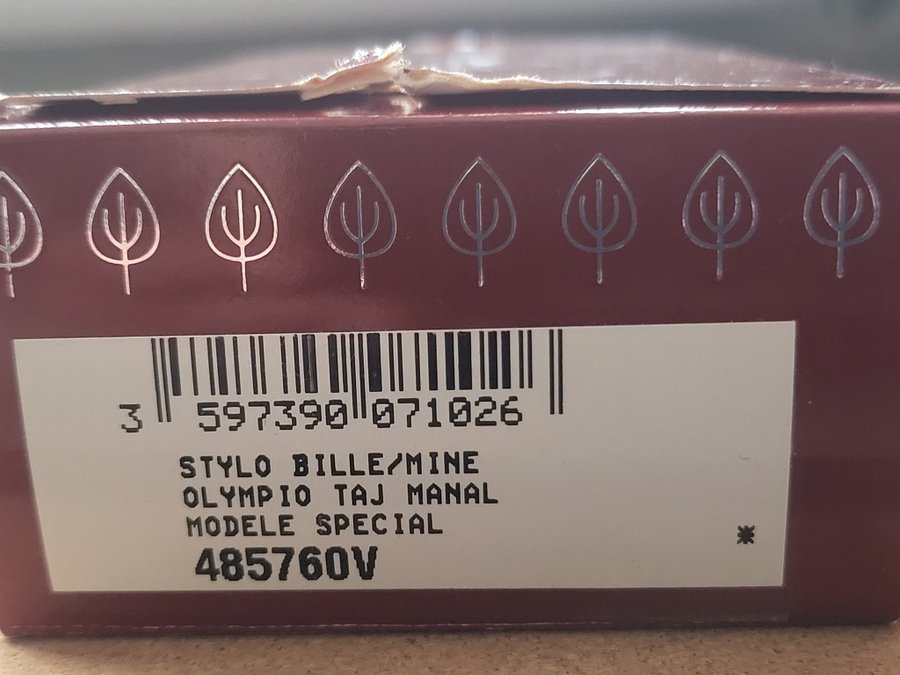 3 597390 071026
STYLO BILLE/MINE
OLYMPIO TAJ MANAL
MODELE SPECIAL
485760V
*